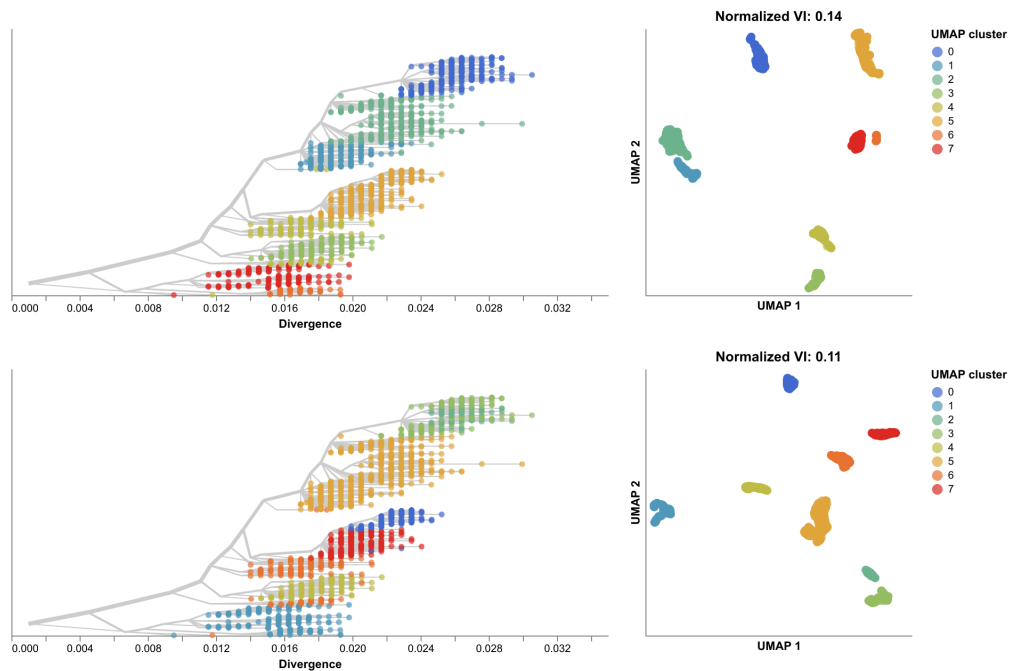 Normalized VI: 0.14
UMAP cluster
0
1
2
3
4
5
6
7
UMAP 2
UMAP 1
0.000 0.004 0.008 0.012 0.016 0.020 0.024 0.028 0.032
Divergence
Normalized VI: 0.11
UMAP cluster
0
1
2
3
4
5
6
7
UMAP 2
UMAP 1
0.000 0.004 0.008 0.012 0.016 0.020 0.024 0.028 0.032
Divergence